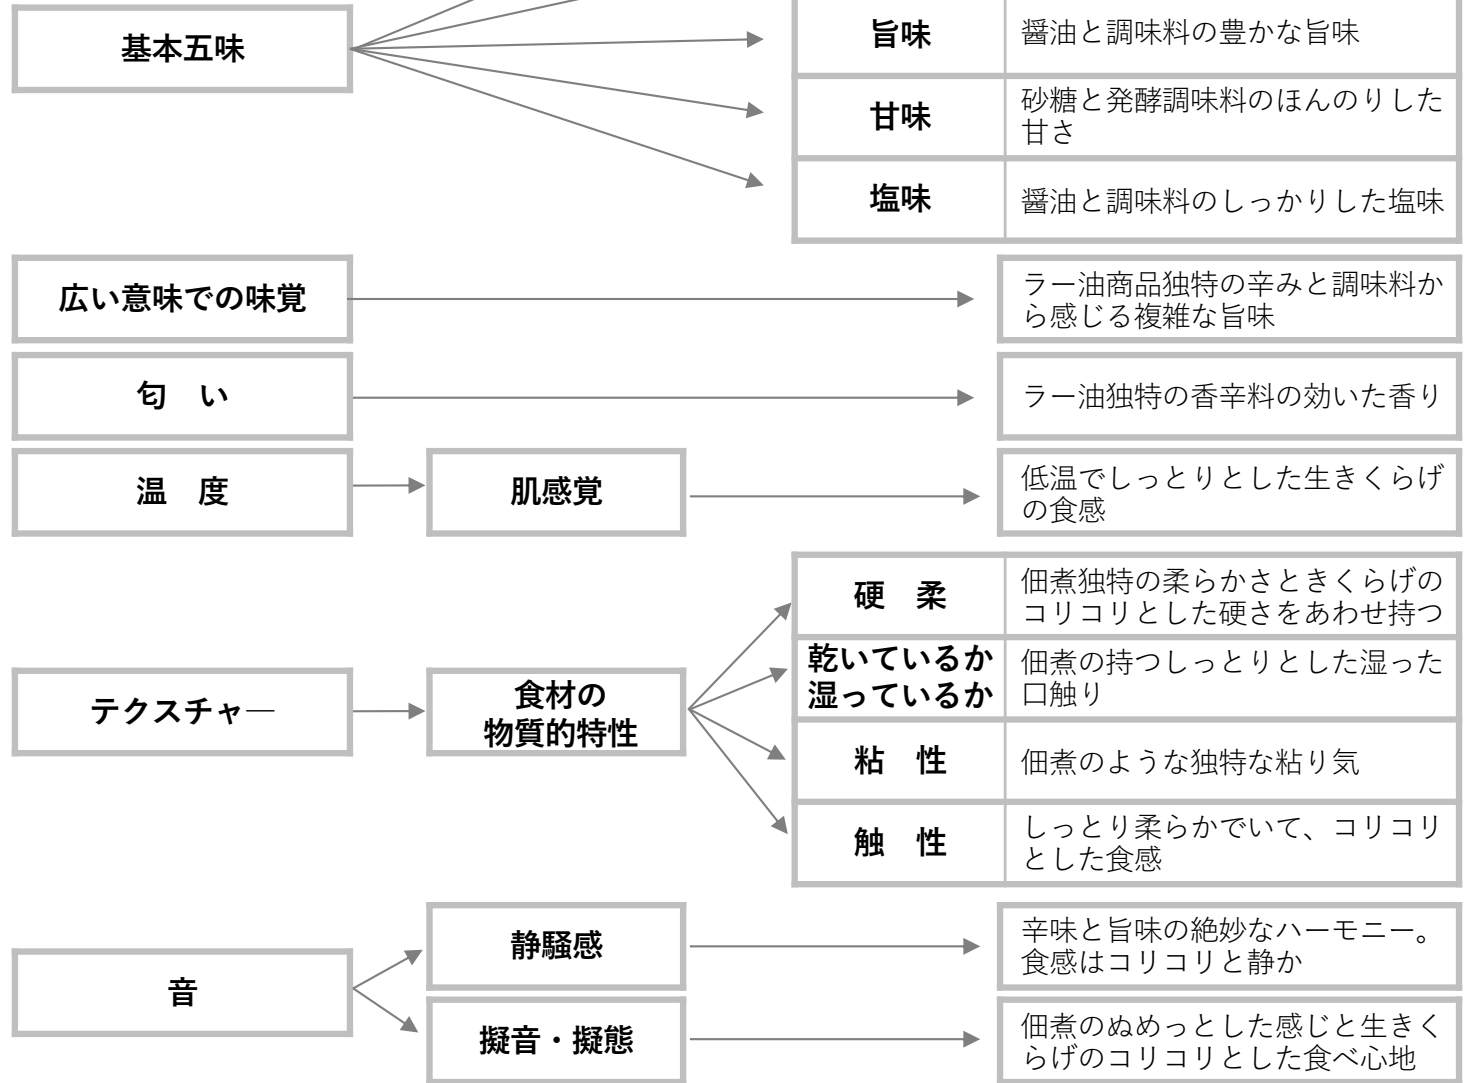 基本五味
旨味
醤油と調味料の豊かな旨味
甘味
砂糖と発酵調味料のほんのりした
甘さ
塩味
醤油と調味料のしっかりした塩味
広い意味での味覚
ラー油商品独特の辛みと調味料か
ら感じる複雑な旨味
匂　い
ラー油独特の香辛料の効いた香り
温　度
肌感覚
低温でしっとりとした生きくらげ
の食感
テクスチャ―
食材の
物質的特性
硬　柔
佃煮独特の柔らかさときくらげの
コリコリとした硬さをあわせ持つ
乾いているか
湿っているか
佃煮の持つしっとりとした湿った
口触り
粘　性
佃煮のような独特な粘り気
触　性
しっとり柔らかでいて、コリコリ
とした食感
音
静騒感
辛味と旨味の絶妙なハーモニー。
食感はコリコリと静か
擬音・擬態
佃煮のぬめっとした感じと生きく
らげのコリコリとした食べ心地